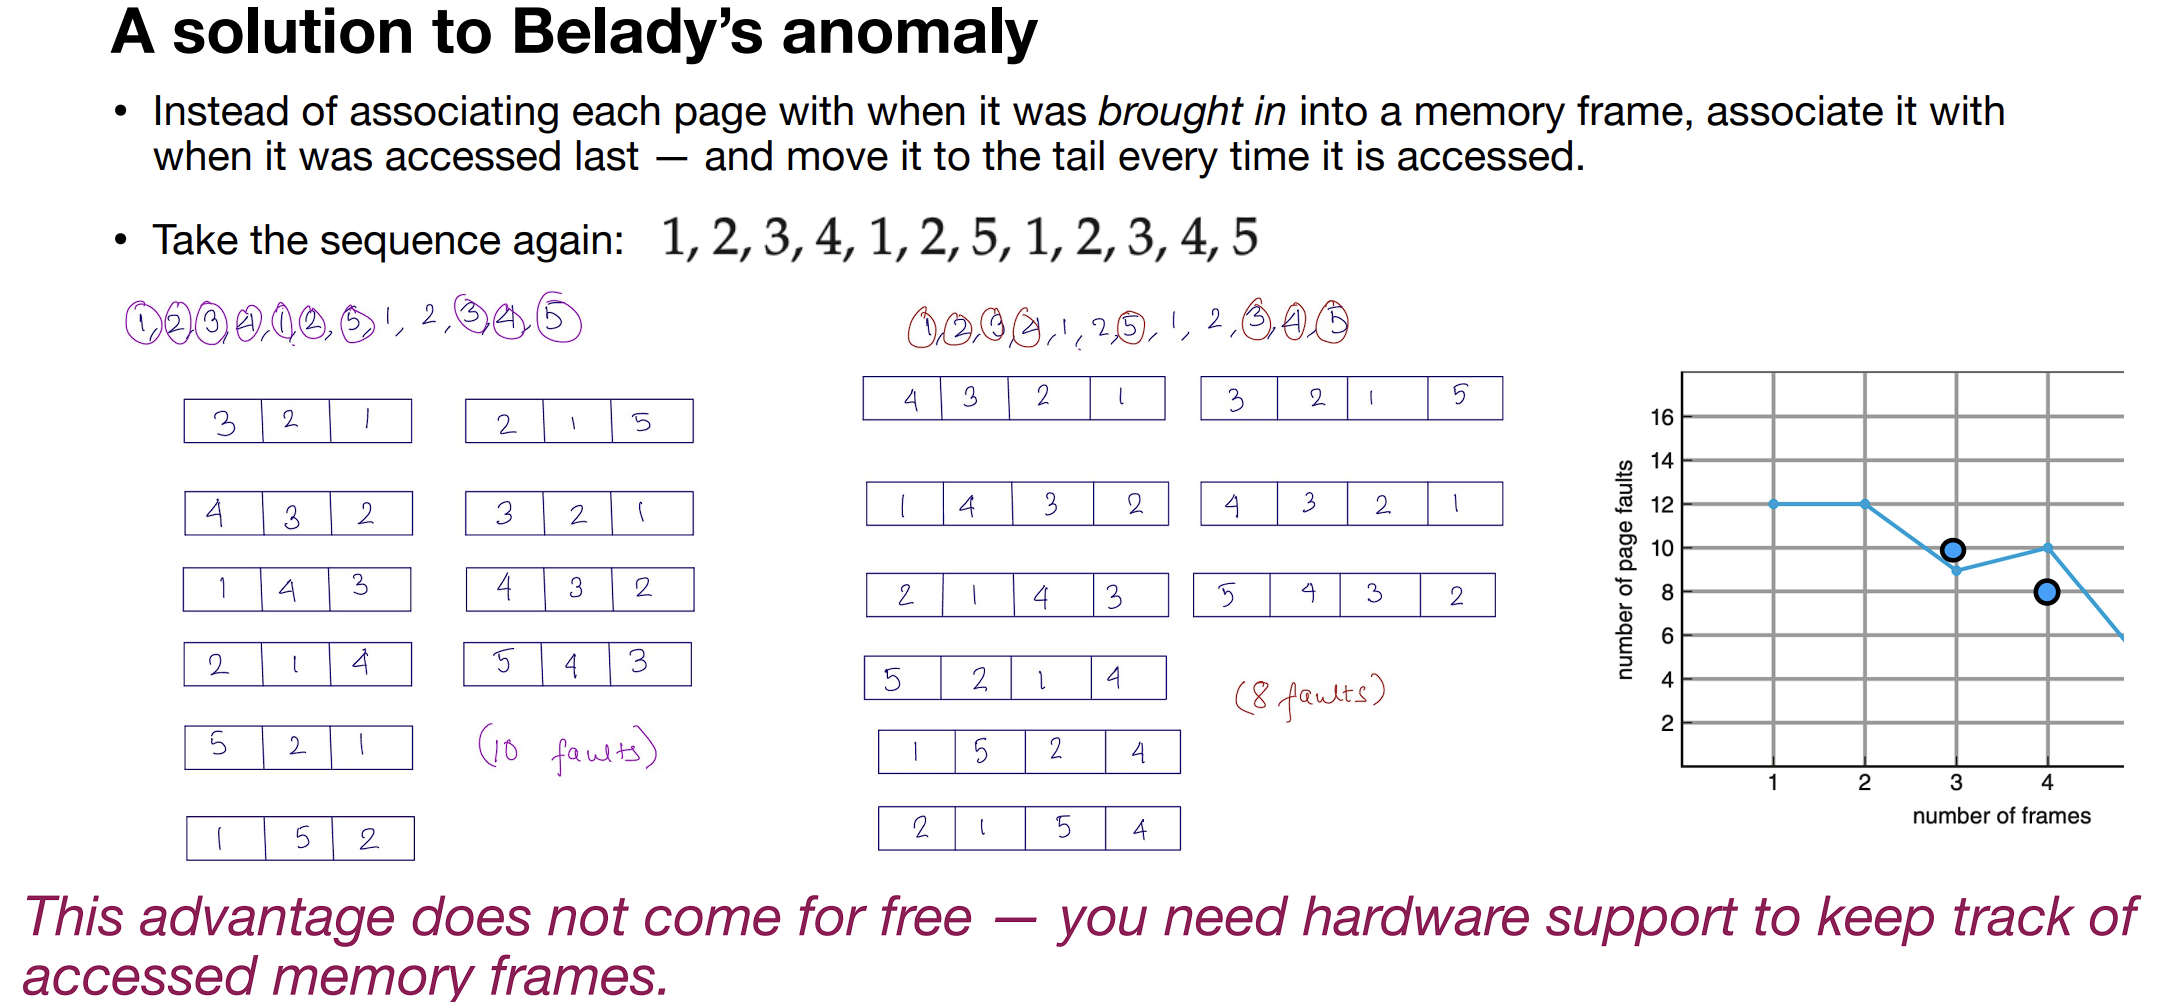 A solution to Belady’s anomaly
• Instead of associating each page with when it was brought in into a memory frame, associate it with
when it was accessed last — and move it to the tail every time it is accessed.
• Take the sequence again: 1, 2, 3, 4, 1, 2, 5, 1, 2, 3, 4, 5
1, 2, 3, 4, 1, 2, 5, 1, 2, 3, 4, 5
3 2 1
2 1 5
4 3 2
3 2 1
1 4 3
4 3 2
2 1 4
5 4 3
5 2 1
(10 faults)
1 5 2
1, 2, 3, 4, 1, 2, 5, 1, 2, 3, 4, 5
4 3 2 1
3 2 1 5
1 4 3 2
4 3 2 1
2 1 4 3
5 4 3 2
5 2 1 4
(8 faults)
1 5 2 4
2 1 5 4
number of page faults
16
14
12
10
8
6
4
2
1 2 3 4
number of frames
This advantage does not come for free — you need hardware support to keep track of
accessed memory frames.